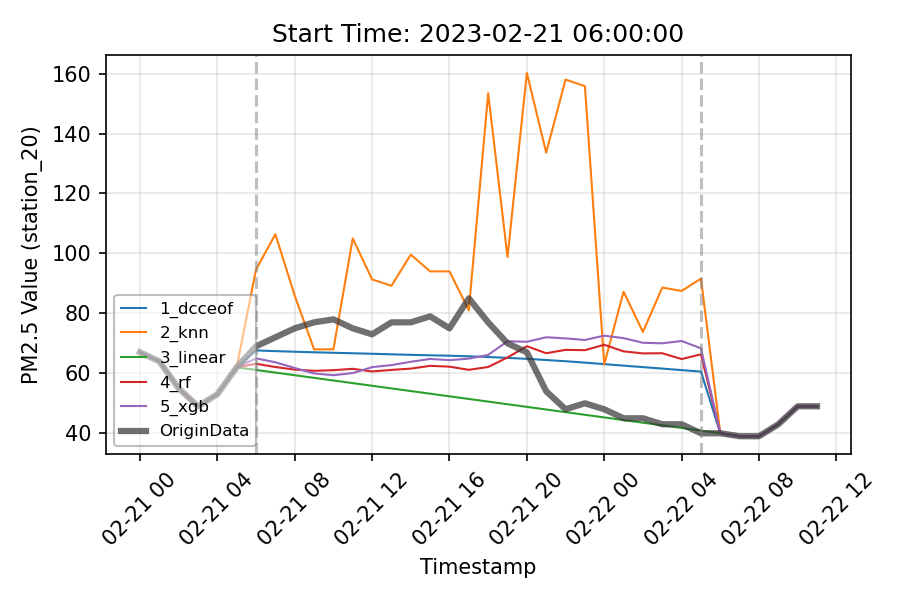 Start Time: 2023-02-21 06:00:00
PM2.5 Value (station_20)
160
140
120
100
80
60
40
1_dcceof
2_knn
3_linear
4_rf
5_xgb
OriginData
02-21 00
02-21 04
02-21 08
02-21 12
02-21 16
02-21 20
02-22 00
02-22 04
02-22 08
02-22 12
Timestamp